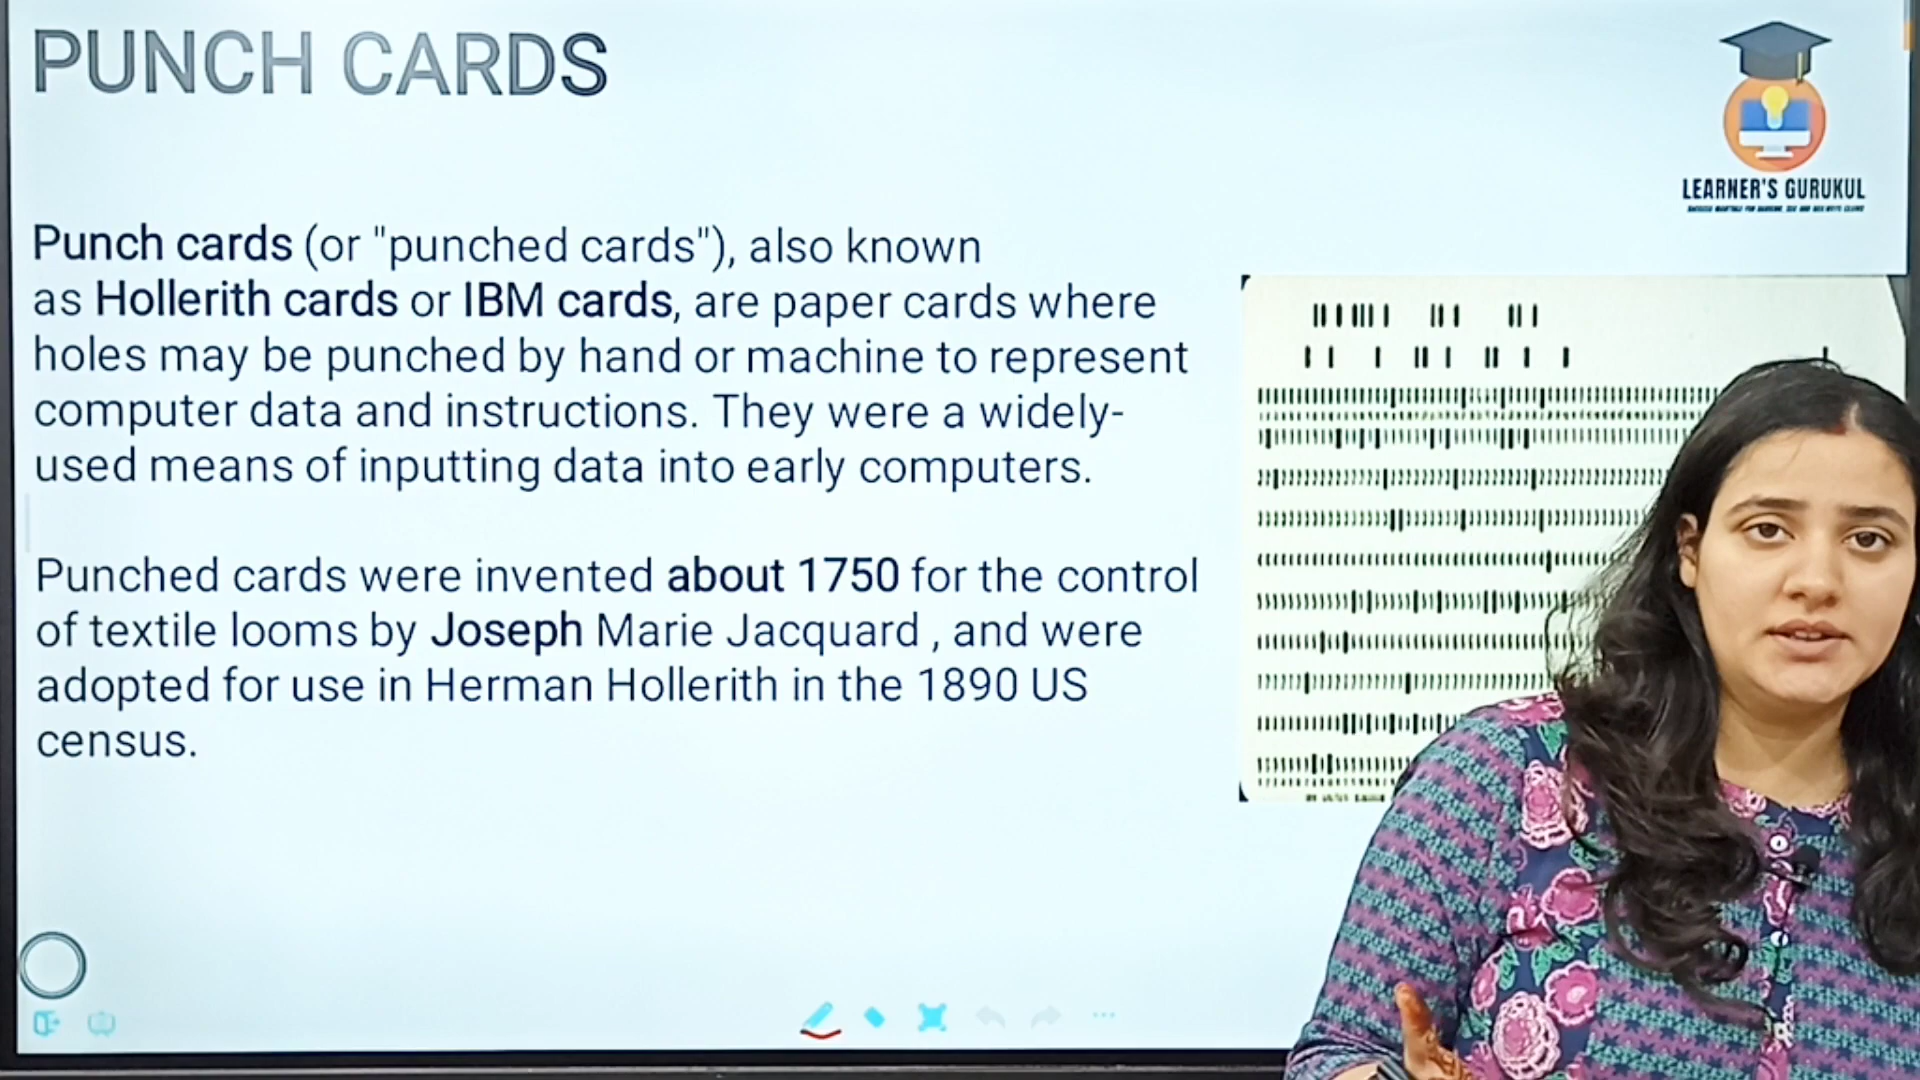 PUNCH CARDS
LEARNER'S GURUKUL
Punch cards (or "punched cards"), also known
as Hollerith cards or IBM cards, are paper cards where
holes may be punched by hand or machine to represent
computer data and instructions. They were a widely-
used means of inputting data into early computers.
Punched cards were invented about 1750 for the control
of textile looms by Joseph Marie Jacquard , and were
adopted for use in Herman Hollerith in the 1890 US
census.